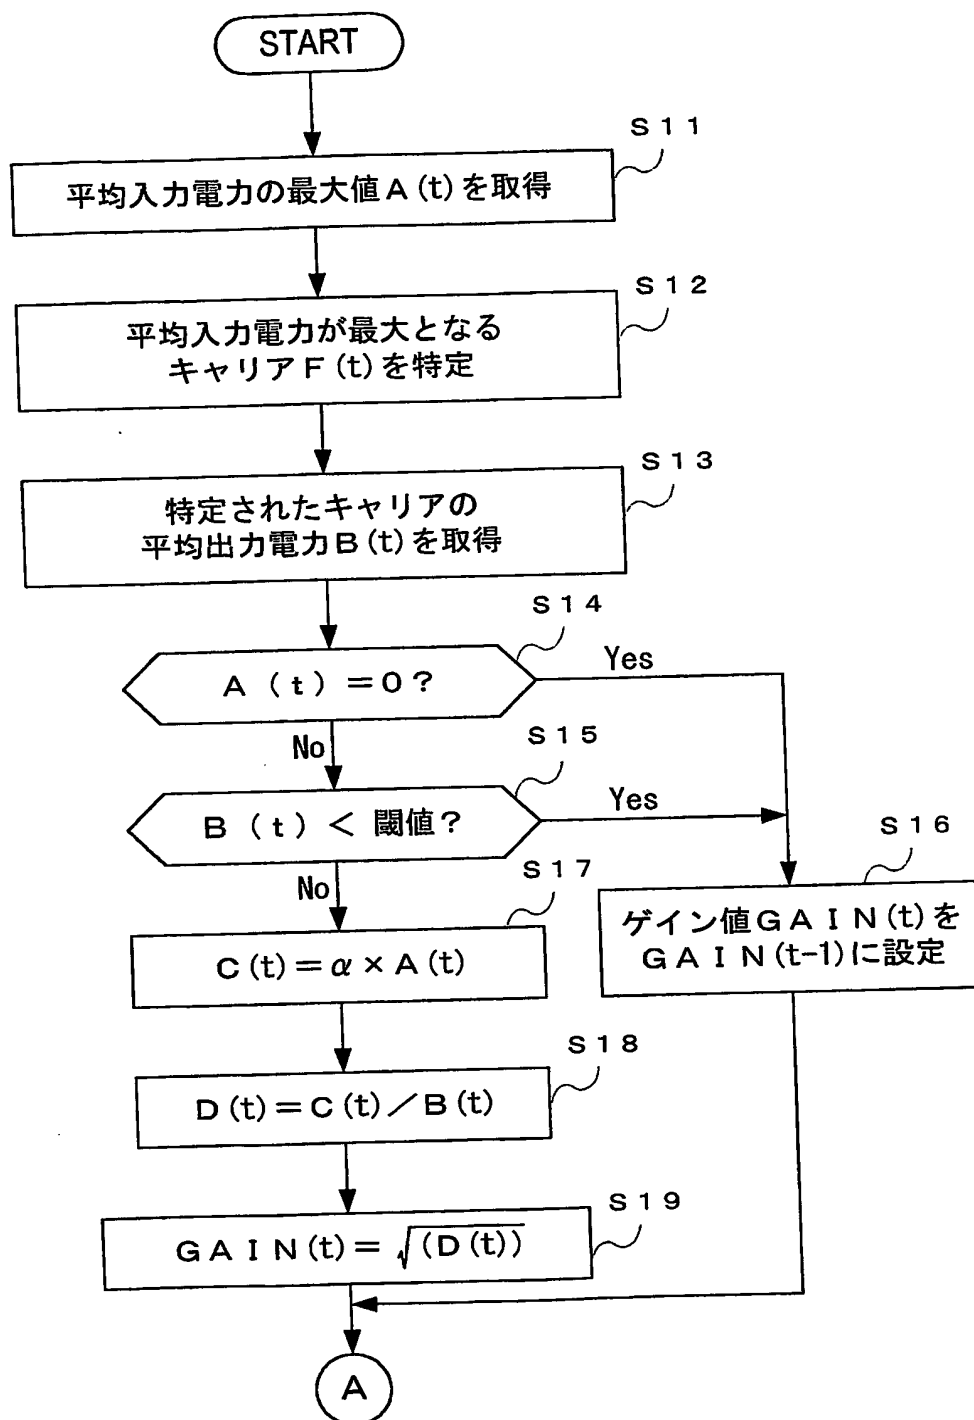 START
S11
平均入力電力の最大値A(t)を取得
S12
平均入力電力が最大となる
キャリアF(t)を特定
S13
特定されたキャリアの
平均出力電力B(t)を取得
S14
A(t)=0?
Yes
No
S15
B(t)< 閾値?
Yes
No
S16
ゲイン値GAIN(t)を
GAIN(t-1)に設定
S17
C(t)=α×A(t)
S18
D(t)=C(t)/B(t)
S19
GAIN(t)=√(D(t))
A